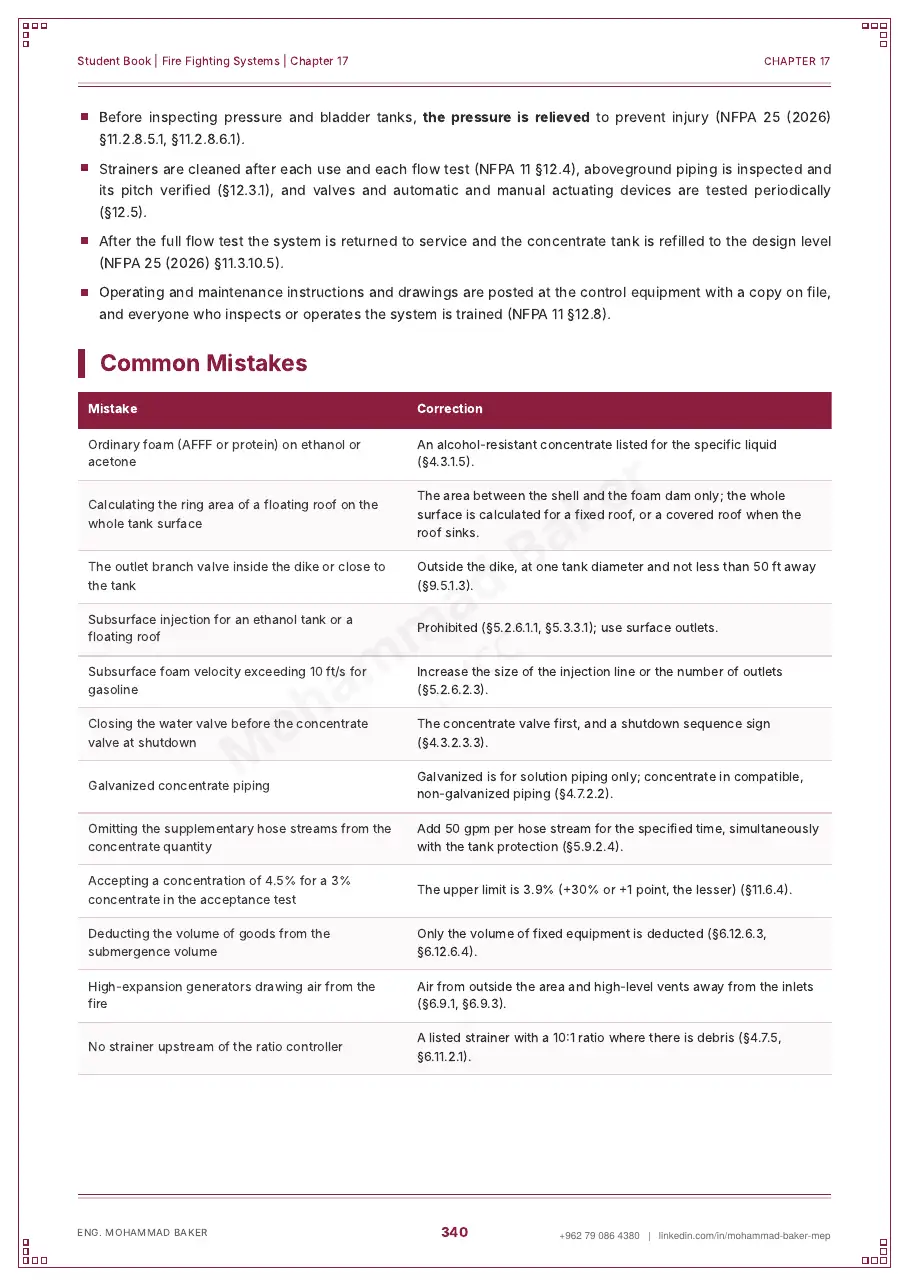 Student Book | Fire Fighting Systems | Chapter 17
CHAPTER 17
Before inspecting pressure and bladder tanks, the pressure is relieved to prevent injury (NFPA 25 (2026)
§11.2.8.5.1, §11.2.8.6.1).
Strainers are cleaned after each use and each flow test (NFPA 11 §12.4), aboveground piping is inspected and
its pitch verified (§12.3.1), and valves and automatic and manual actuating devices are tested periodically
(§12.5).
After the full flow test the system is returned to service and the concentrate tank is refilled to the design level
(NFPA 25 (2026) §11.3.10.5).
Operating and maintenance instructions and drawings are posted at the control equipment with a copy on file,
and everyone who inspects or operates the system is trained (NFPA 11 §12.8).
Common Mistakes
Mistake
Correction
Ordinary foam (AFFF or protein) on ethanol or
acetone
An alcohol-resistant concentrate listed for the specific liquid
(§4.3.1.5).
Calculating the ring area of a floating roof on the
whole tank surface
The area between the shell and the foam dam only; the whole
surface is calculated for a fixed roof, or a covered roof when the
roof sinks.
The outlet branch valve inside the dike or close to
the tank
Outside the dike, at one tank diameter and not less than 50 ft away
(§9.5.1.3).
Subsurface injection for an ethanol tank or a
floating roof
Prohibited (§5.2.6.1.1, §5.3.3.1); use surface outlets.
Subsurface foam velocity exceeding 10 ft/s for
gasoline
Increase the size of the injection line or the number of outlets
(§5.2.6.2.3).
Closing the water valve before the concentrate
valve at shutdown
The concentrate valve first, and a shutdown sequence sign
(§4.3.2.3.3).
Galvanized concentrate piping
Galvanized is for solution piping only; concentrate in compatible,
non-galvanized piping (§4.7.2.2).
Omitting the supplementary hose streams from the
concentrate quantity
Add 50 gpm per hose stream for the specified time, simultaneously
with the tank protection (§5.9.2.4).
Accepting a concentration of 4.5% for a 3%
concentrate in the acceptance test
The upper limit is 3.9% (+30% or +1 point, the lesser) (§11.6.4).
Deducting the volume of goods from the
submergence volume
Only the volume of fixed equipment is deducted (§6.12.6.3,
§6.12.6.4).
High-expansion generators drawing air from the
fire
Air from outside the area and high-level vents away from the inlets
(§6.9.1, §6.9.3).
No strainer upstream of the ratio controller
A listed strainer with a 10:1 ratio where there is debris (§4.7.5,
§6.11.2.1).
Mohammad Baker
ENG. MOHAMMAD BAKER
340
+962 79 086 4380 | linkedin.com/in/mohammad-baker-mep